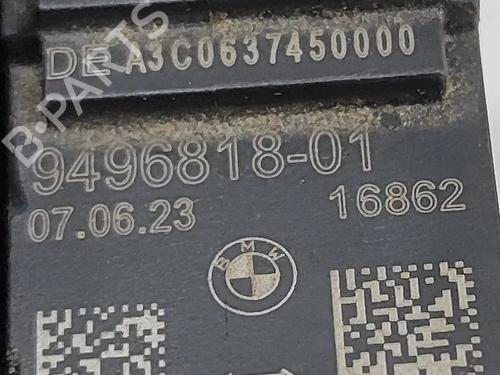 DE A3C0637450000
9496818-01
07.06.23 16862
BMW
B-PARTS